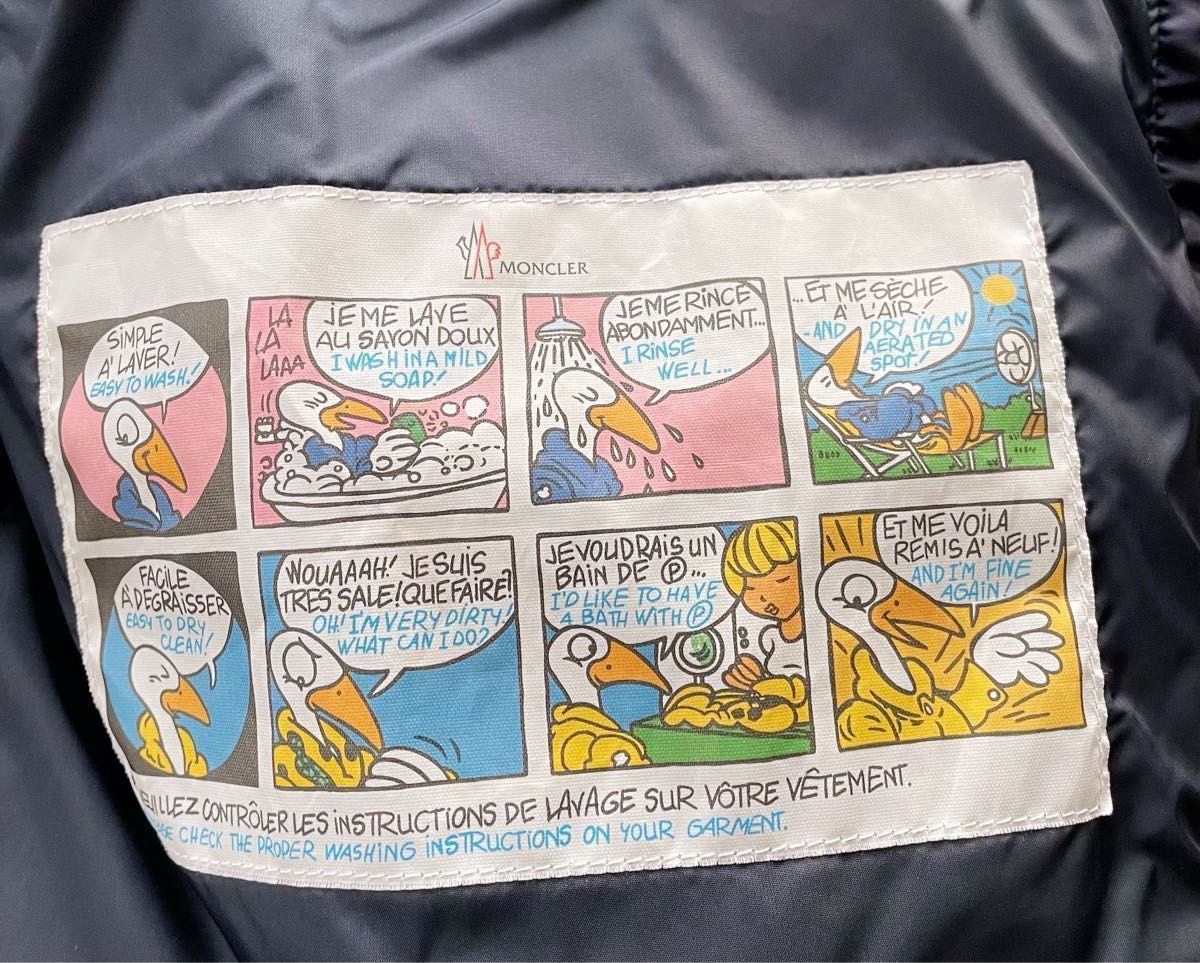 MONCLER
SIMPLE
A' LAVER!
EASY TO WASH!
LA
LA
LAAA
JE ME LAVE
AU SAVON DOUX
I WASH IN A MILD
SOAP!
JE ME RINCE
ABONDAMMENT...
I RINSE
WELL...
...ET ME SÈCHE
A' L'AIR!
-AND DRY IN AN
AERATED
SPOT!
FACILE
A DEGRAISSER
EASY TO DRY
CLEAN!
WOUAAAH! JE SUIS
TRES SALE! QUE FAIRE?!
OH! I'M VERY DIRTY!
WHAT CAN I DO?
JE VOUDRAIS UN
BAIN DE Ⓟ...
I'D LIKE TO HAVE
A BATH WITH Ⓟ
ET ME VOILA
REMIS A' NEUF!
AND I'M FINE
AGAIN!
CONTRÔLER LES INSTRUCTIONS DE LAVAGE SUR VÔTRE VÊTEMENT.
CHECK THE PROPER WASHING INSTRUCTIONS ON YOUR GARMENT.